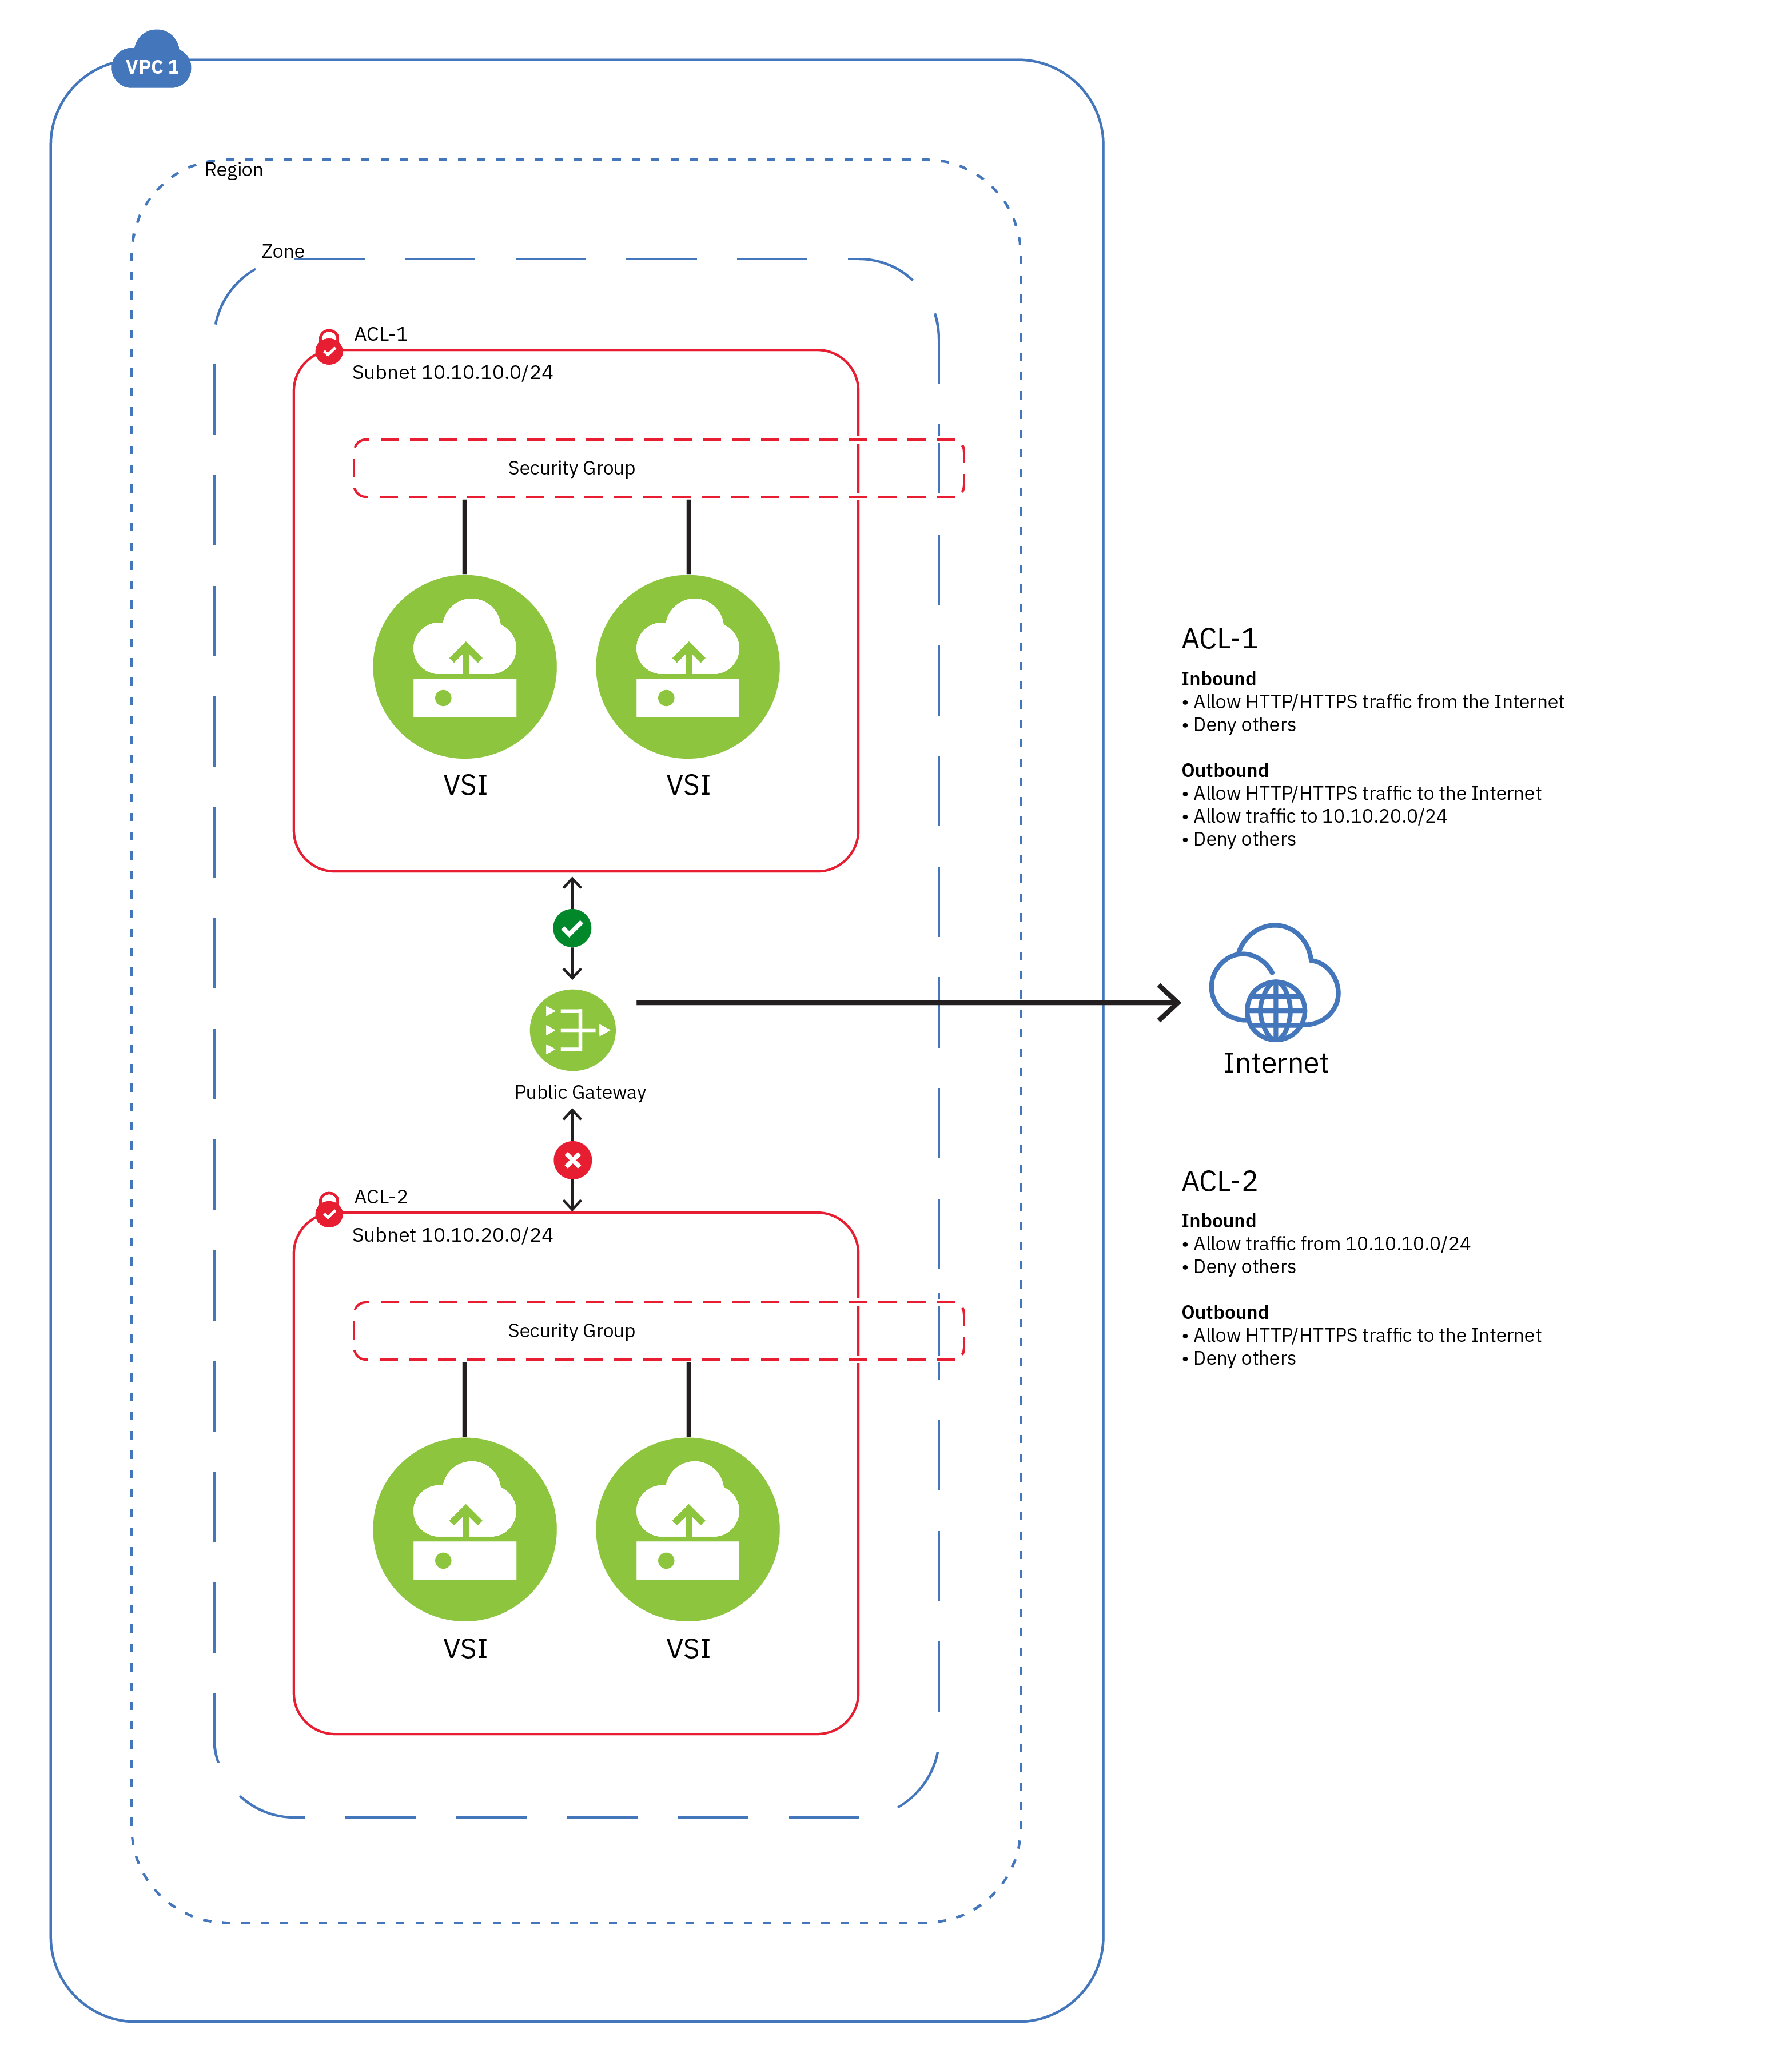 VPC 1
Region
Zone
ACL-1
Subnet 10.10.10.0/24
Security Group
VSI
VSI
Public Gateway
ACL-2
Subnet 10.10.20.0/24
Security Group
VSI
VSI
ACL-1
Inbound
• Allow HTTP/HTTPS traffic from the Internet
• Deny others
Outbound
• Allow HTTP/HTTPS traffic to the Internet
• Allow traffic to 10.10.20.0/24
• Deny others
Internet
ACL-2
Inbound
• Allow traffic from 10.10.10.0/24
• Deny others
Outbound
• Allow HTTP/HTTPS traffic to the Internet
• Deny others